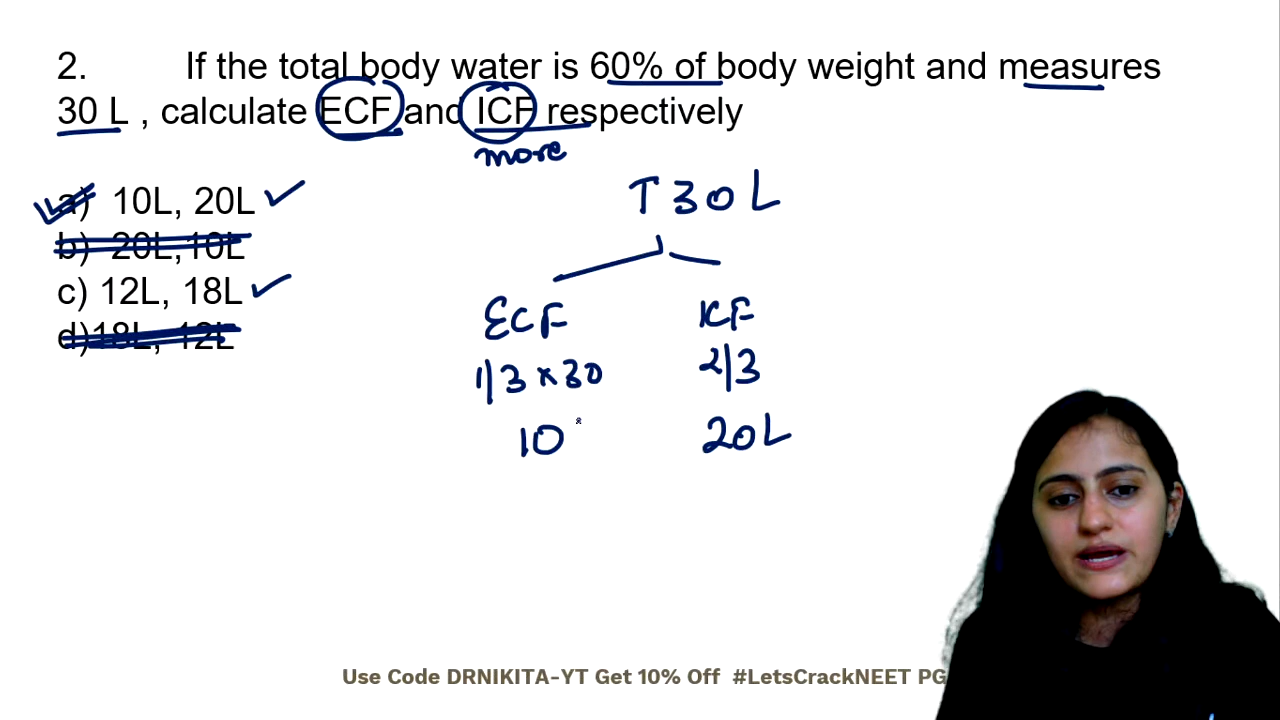 2. If the total body water is 60% of body weight and measures
30 L , calculate ECF and ICF respectively
more
a) 10L, 20L
b) 20L, 10L
c) 12L, 18L
d)18L, 12L
T 30L
ECF ICF
1/3 × 30 2/3
10 20L
Use Code DRNIKITA-YT Get 10% Off #LetsCrackNEET PG